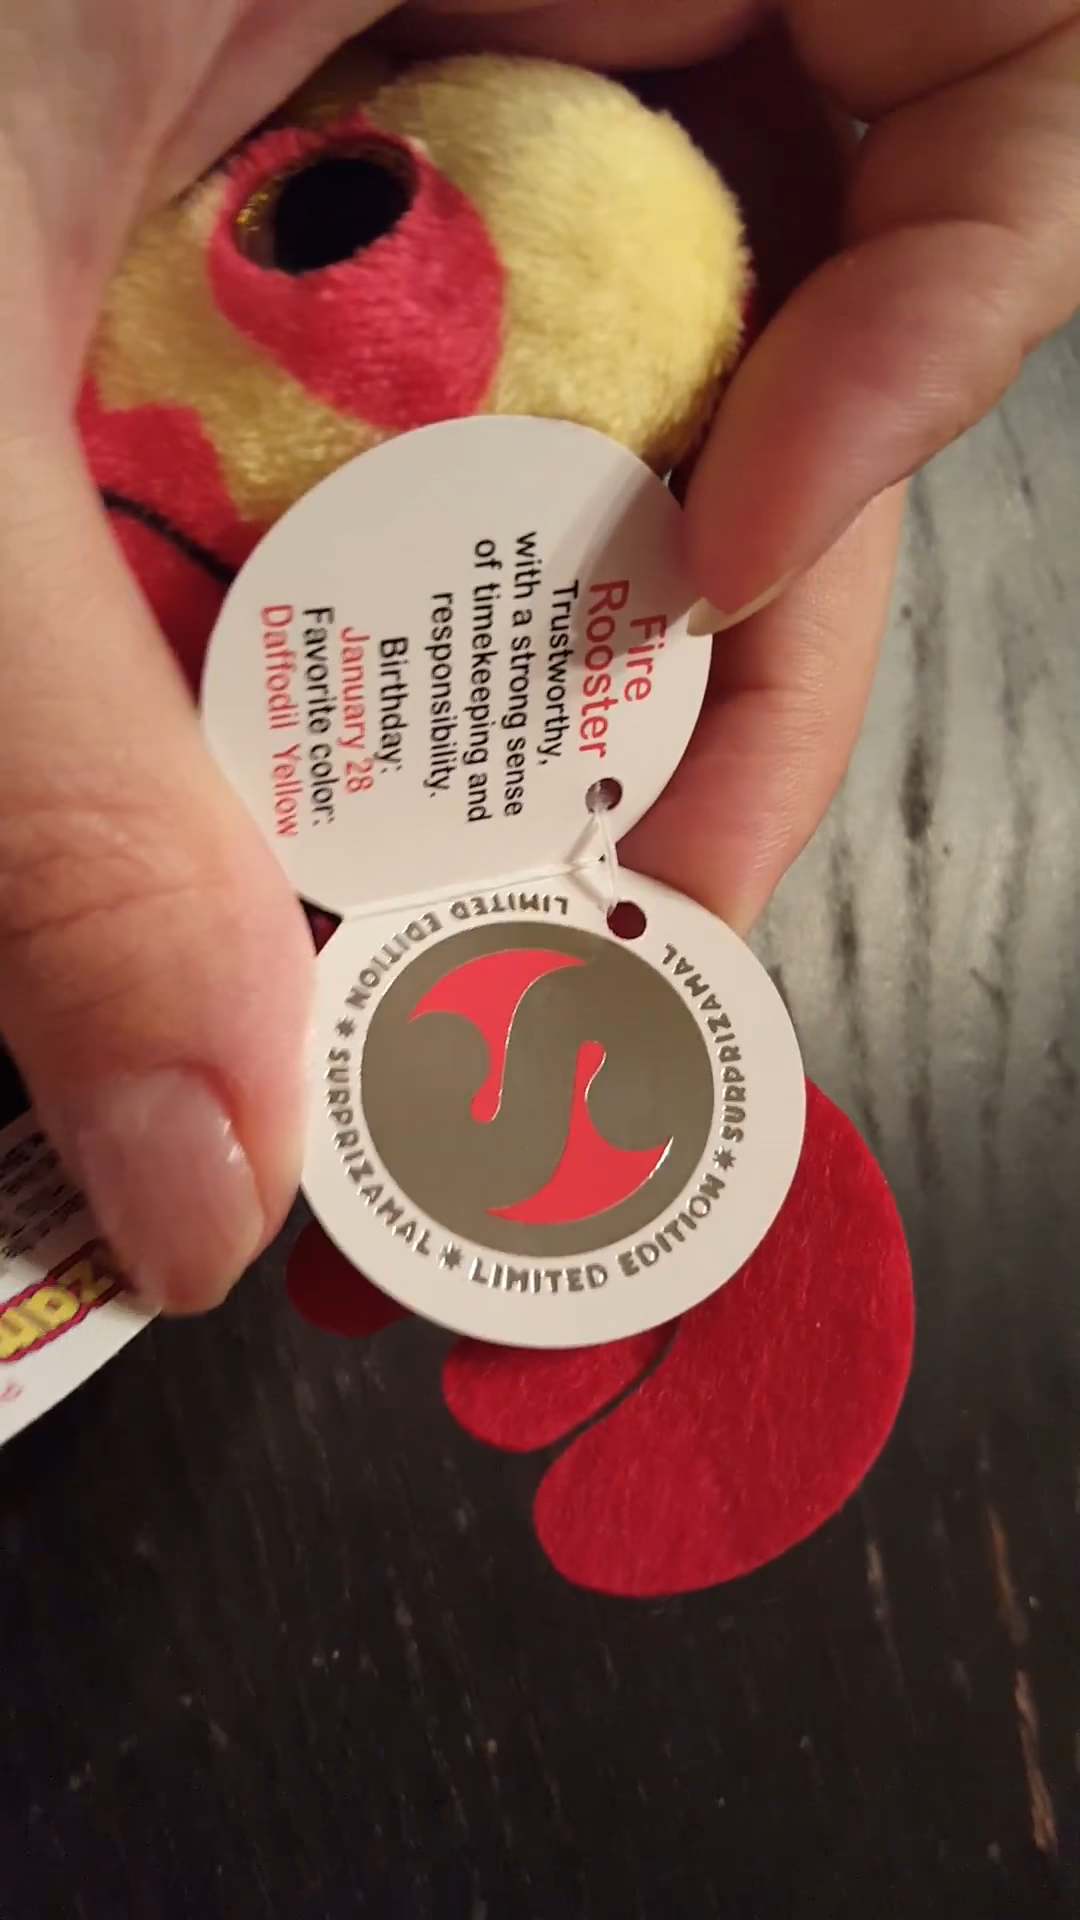 Fire
Rooster
Trustworthy,
with a strong sense
of timekeeping and
responsibility.
Birthday:
January 28
Favorite color:
Daffodil Yellow
SURPRIZAMAL * LIMITED EDITION * SURPRIZAMAL * LIMITED EDITION *